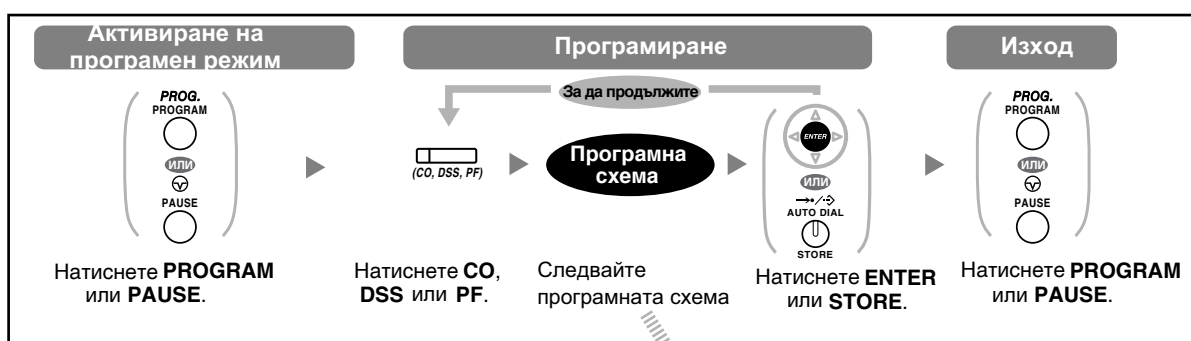 Активиране на
програмен режим
Програмиране
Изход
PROG.
PROGRAM
ИЛИ
PAUSE
Натиснете PROGRAM
или PAUSE.
За да продължите
(CO, DSS, PF)
Натиснете CO,
DSS или PF.
Програмна
схема
Следвайте
програмната схема
ENTER
ИЛИ
AUTO DIAL
STORE
Натиснете ENTER
или STORE.
PROG.
PROGRAM
ИЛИ
PAUSE
Натиснете PROGRAM
или PAUSE.